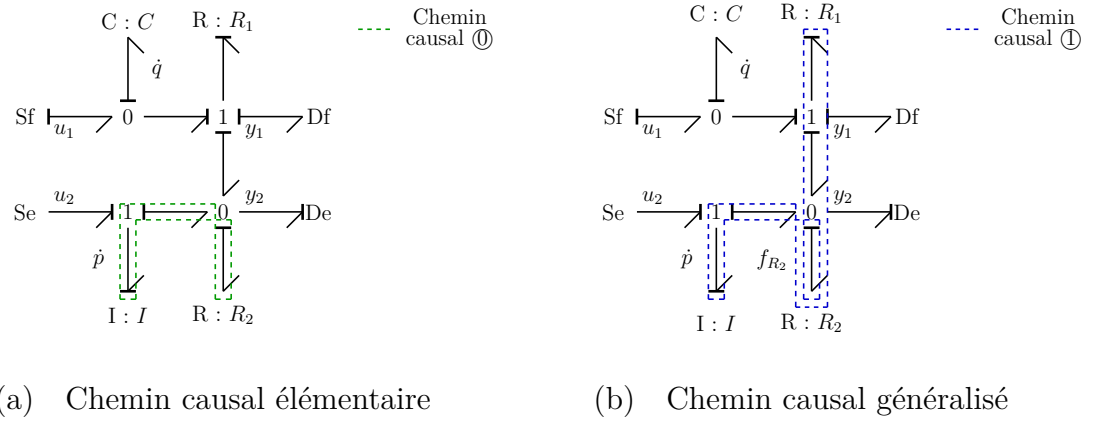 C : C
R : R₁
Chemin
causal ⓪
q̇
Sf
u₁
0
1
y₁
Df
Se
u₂
1
0
y₂
De
ṗ
I : I
R : R₂
(a) Chemin causal élémentaire
C : C
R : R₁
Chemin
causal ①
q̇
Sf
u₁
0
1
y₁
Df
Se
u₂
1
0
y₂
De
ṗ
f_{R₂}
I : I
R : R₂
(b) Chemin causal généralisé